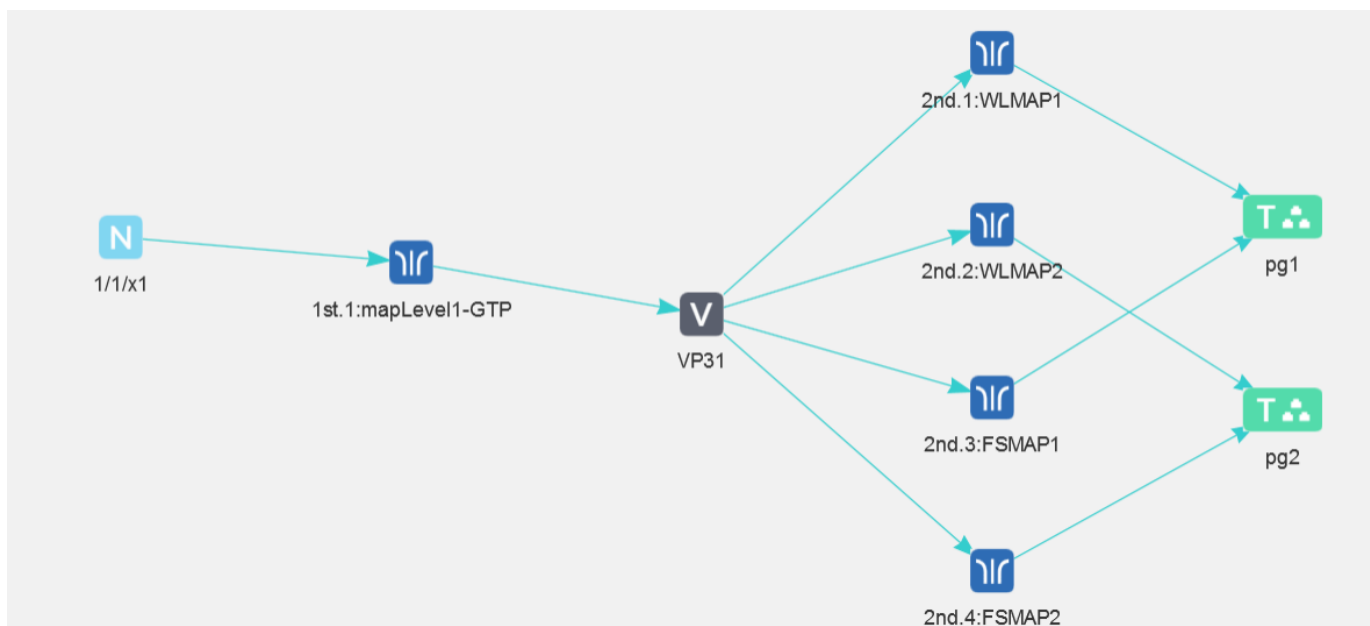 N
1/1/x1
1st.1:mapLevel1-GTP
V
VP31
2nd.1:WLMAP1
2nd.2:WLMAP2
2nd.3:FSMAP1
2nd.4:FSMAP2
T
pg1
T
pg2